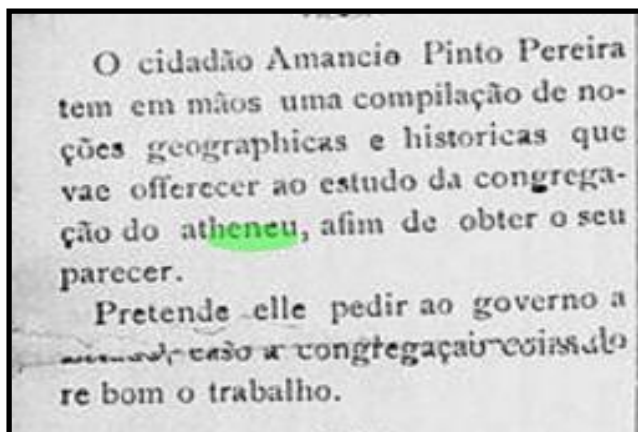 O cidadão Amancio Pinto Pereira
tem em mãos uma compilação de no-
ções geographicas e historicas que
vae offerecer ao estudo da congrega-
ção do atheneu, afim de obter o seu
parecer.
Pretende elle pedir ao governo a
caso a
re bom o trabalho.